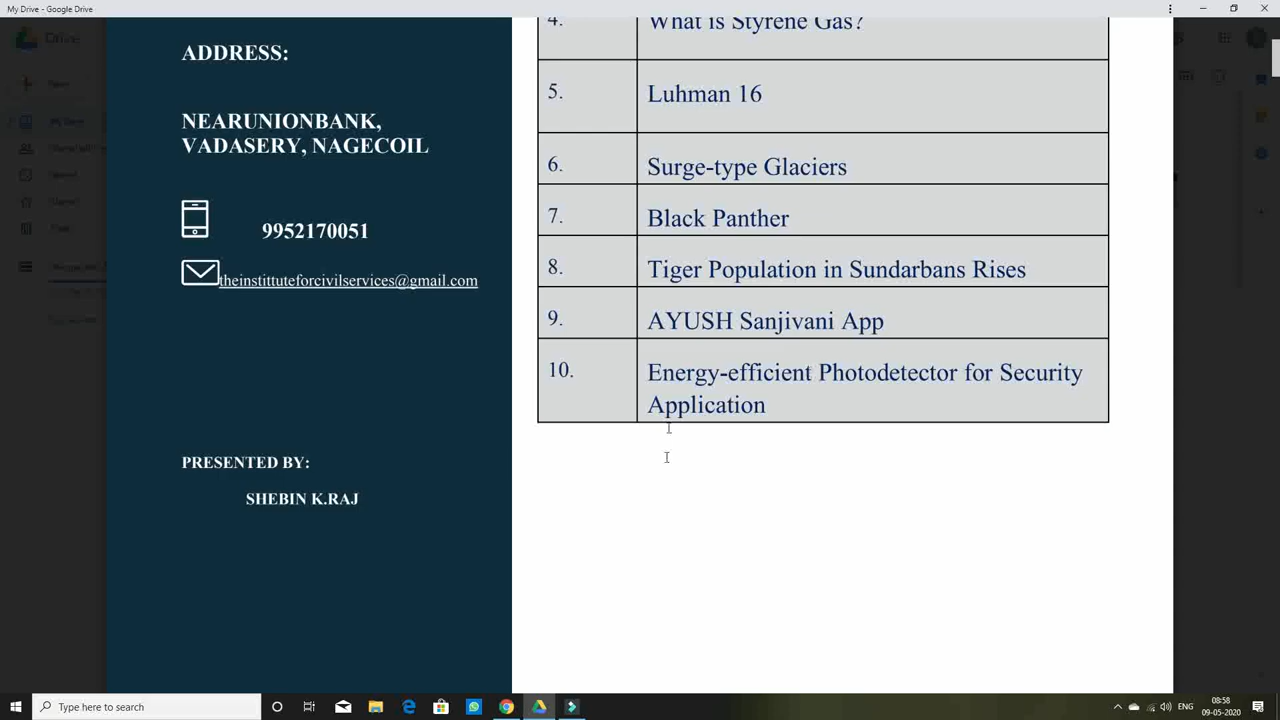 My Drive - Google Drive
Drive
ADDRESS:
NEARUNIONBANK,
VADASERY, NAGECOIL
9952170051
theinstittuteforcivilservices@gmail.com
PRESENTED BY:
SHEBIN K.RAJ
4. What is Styrene Gas?
5. Luhman 16
6. Surge-type Glaciers
7. Black Panther
8. Tiger Population in Sundarbans Rises
9. AYUSH Sanjivani App
10. Energy-efficient Photodetector for Security
Application
Type here to search
ENG
08:58
09-05-2020